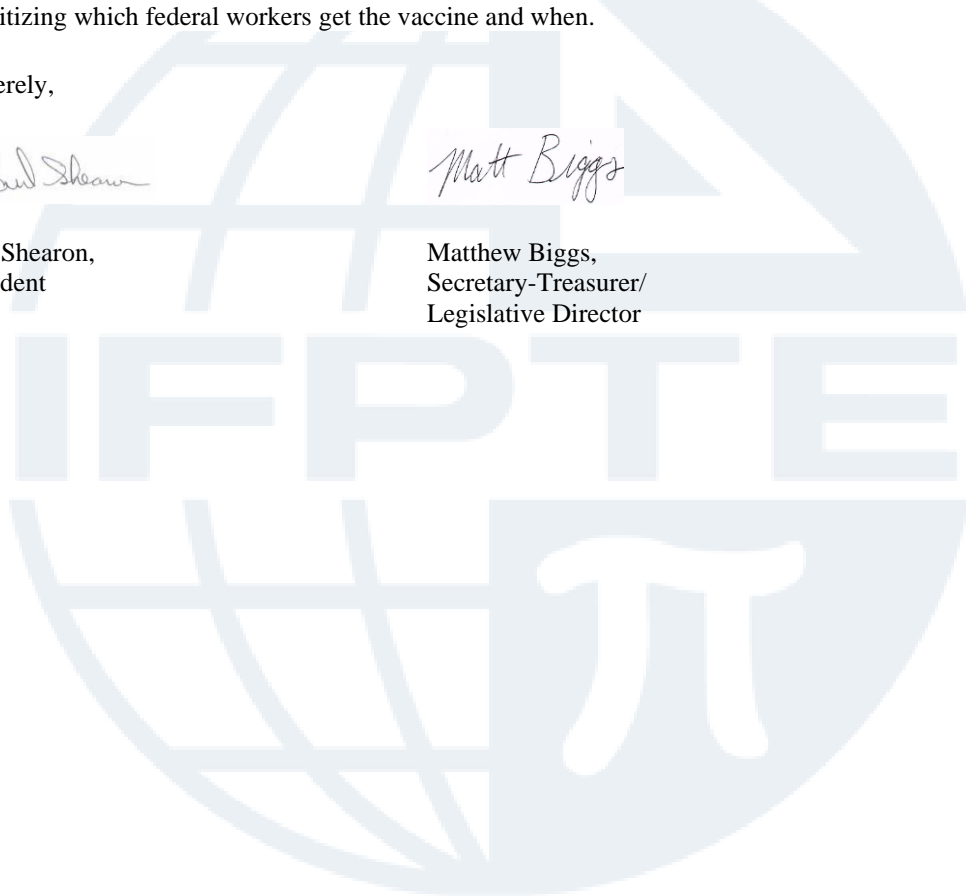 itizing which federal workers get the vaccine and when.
erely,
Shearon
Matt Biggs
Shearon,
Matthew Biggs,
dent
Secretary-Treasurer/
Legislative Director
IFPTE
π